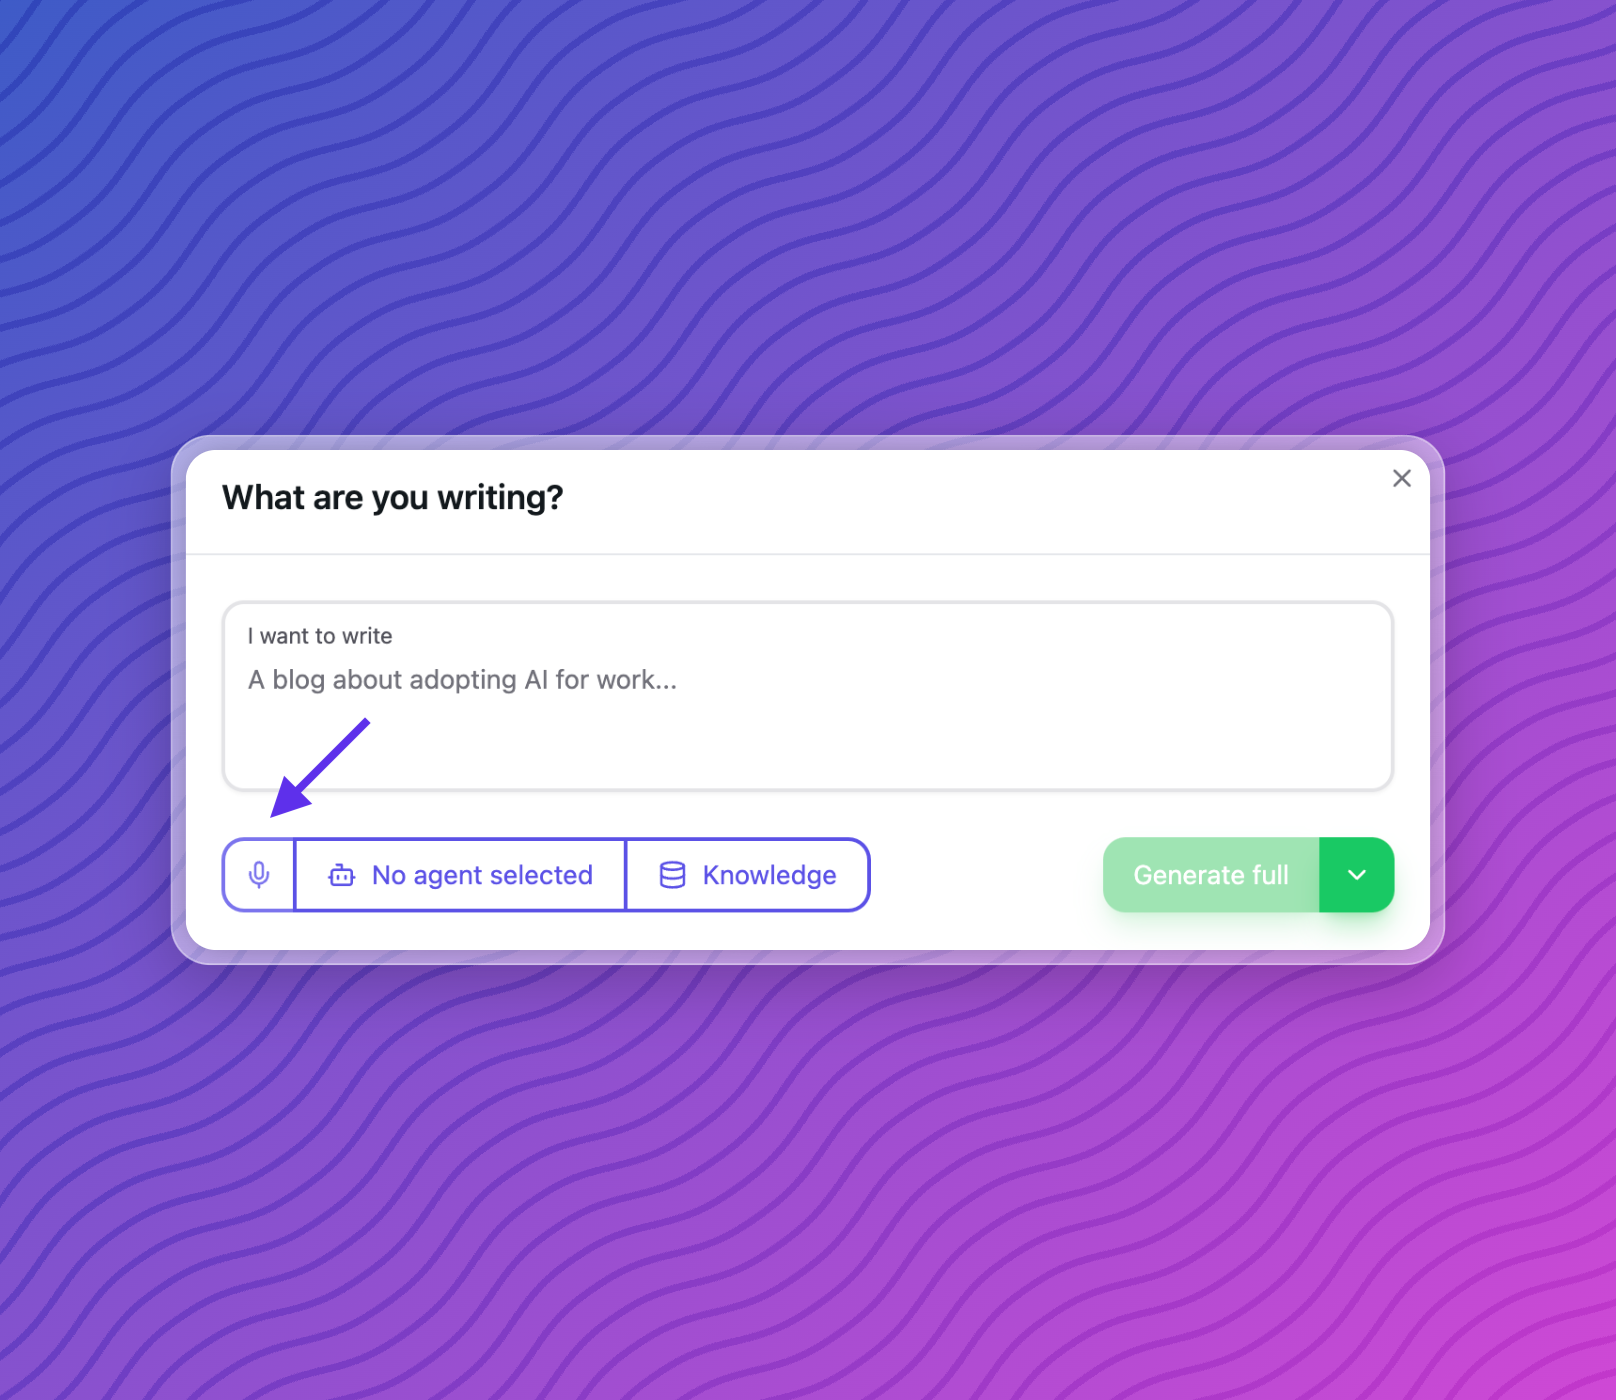 What are you writing?
I want to write
A blog about adopting AI for work...
No agent selected
Knowledge
Generate full